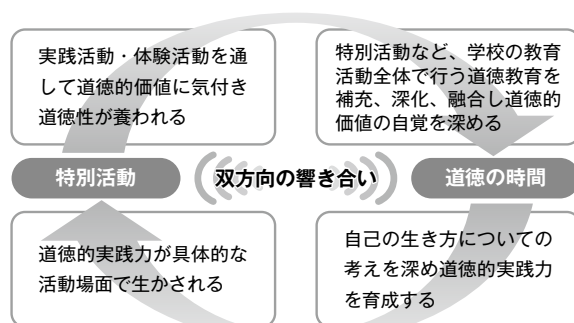 実践活動・体験活動を通
して道徳的価値に気付き
道徳性が養われる
特別活動など、学校の教育
活動全体で行う道徳教育を
補充、深化、融合し道徳的
価値の自覚を深める
特別活動
双方向の響き合い
道徳の時間
道徳的実践力が具体的な
活動場面で生かされる
自己の生き方についての
考えを深め道徳的実践力
を育成する